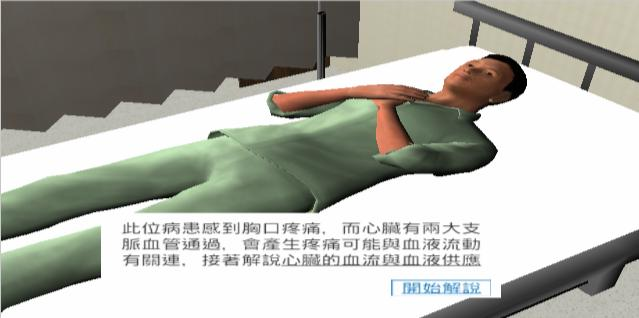 此位病患感到胸口疼痛，而心臟有兩大支
脈血管通過，會產生疼痛可能與血液流動
有關連，接著解說心臟的血流與血液供應
開始解說